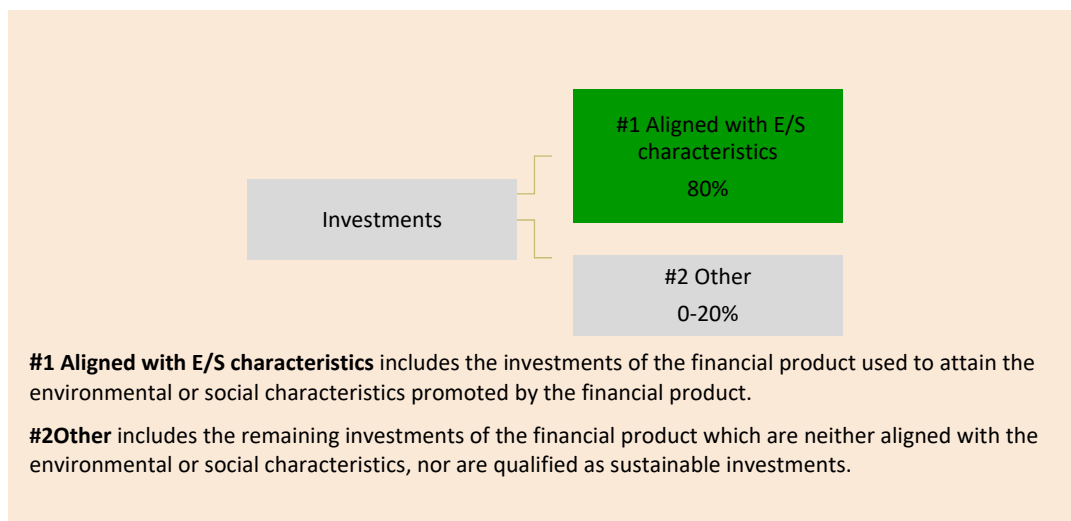 #1 Aligned with E/S
characteristics
80%
Investments
#2 Other
0-20%
#1 Aligned with E/S characteristics includes the investments of the financial product used to attain the
environmental or social characteristics promoted by the financial product.
#2Other includes the remaining investments of the financial product which are neither aligned with the
environmental or social characteristics, nor are qualified as sustainable investments.